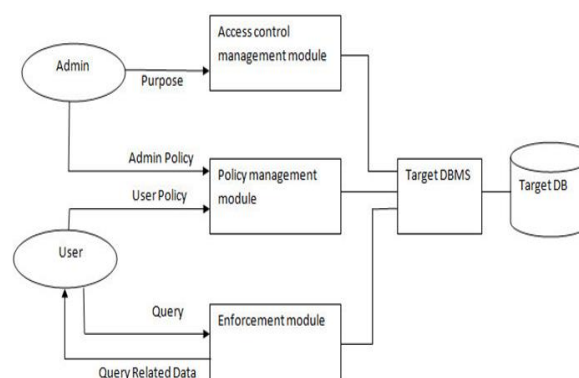 Admin
Purpose
Access control
management module
Admin Policy
User Policy
Policy management
module
Target DBMS
Target DB
User
Query
Enforcement module
Query Related Data